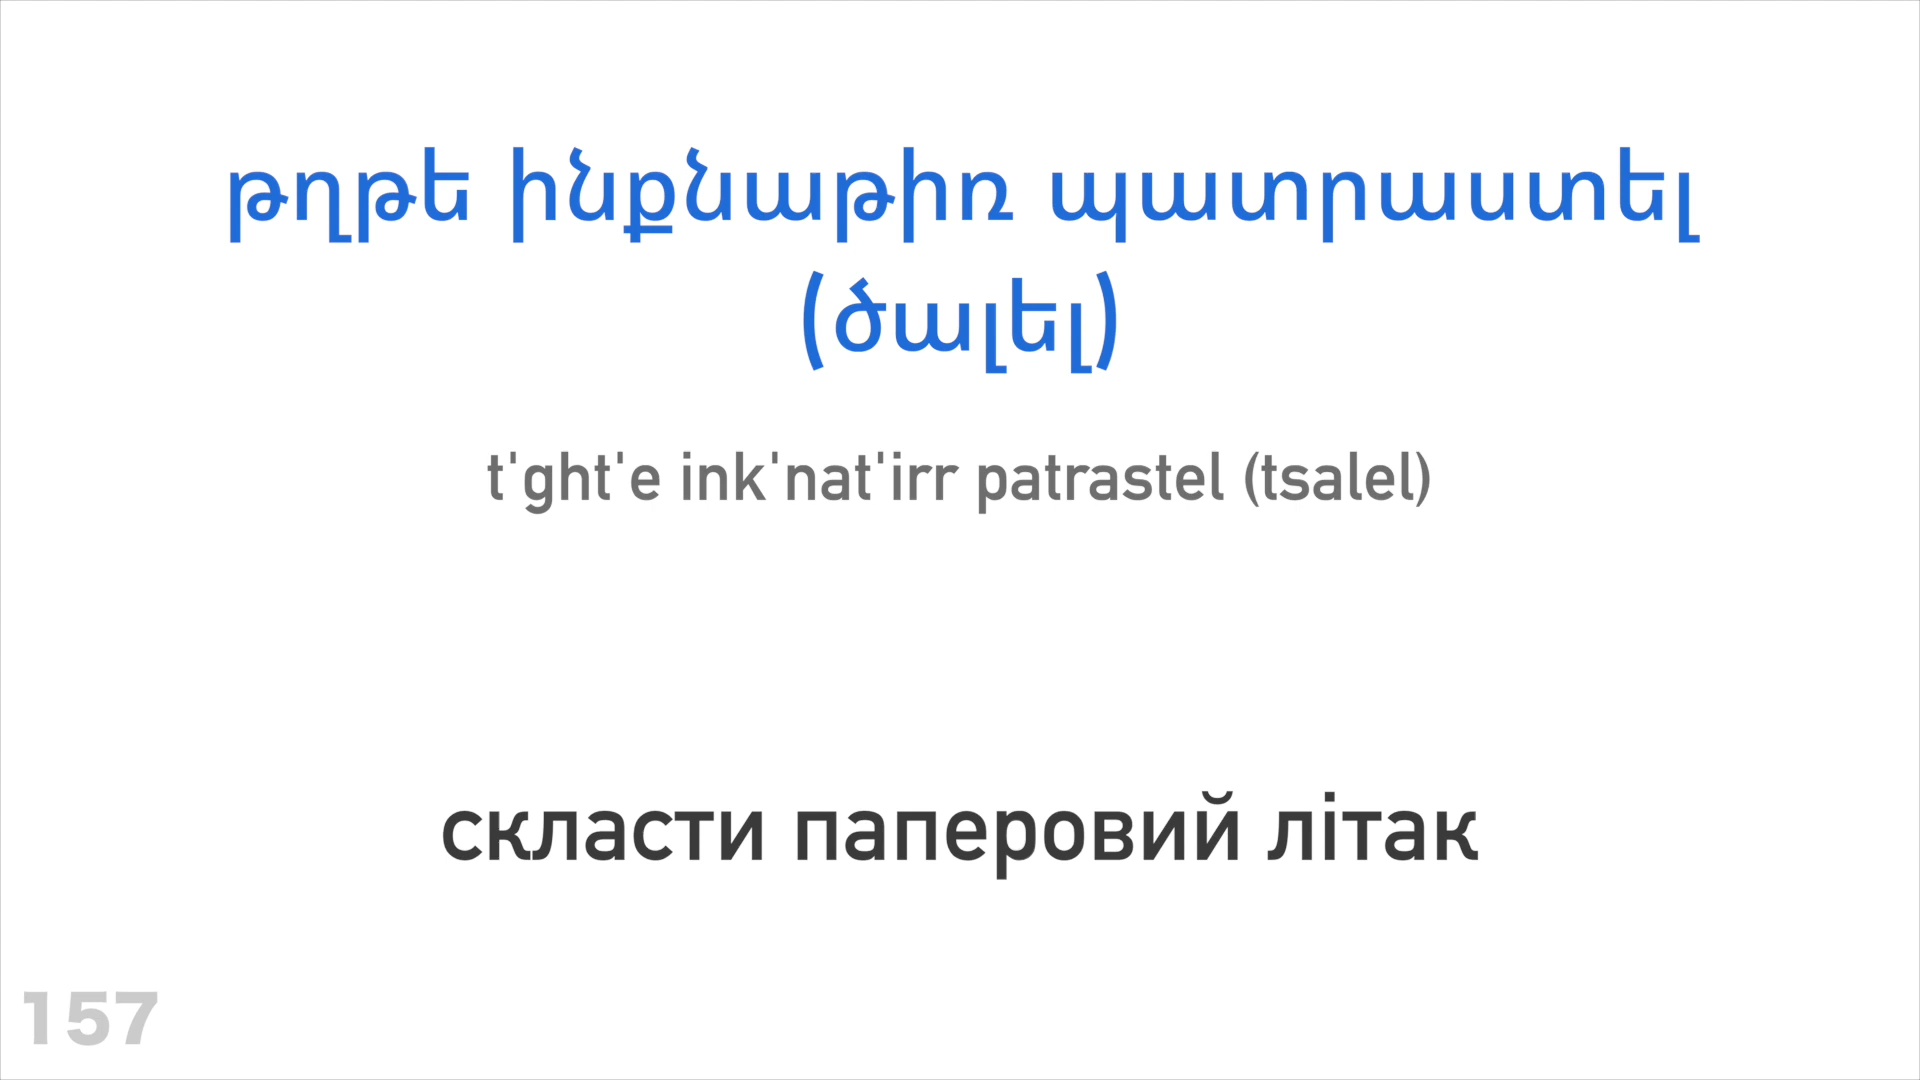 թղթե ինքնաթիռ պատրաստել
(ծալել)
t'ght'e ink'nat'irr patrastel (tsalel)
скласти паперовий літак
157